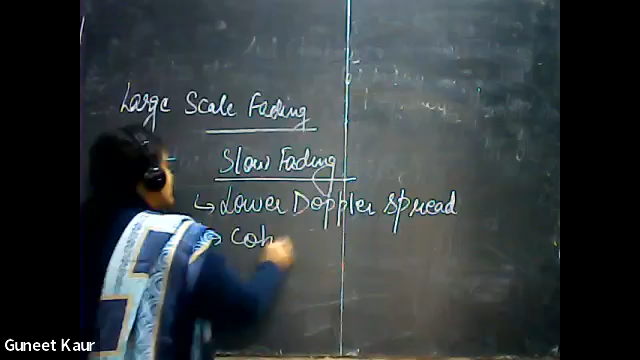 Large Scale Fading
Slow Fading
↳ Lower Doppler spread
↳ Coh
Guneet Kaur